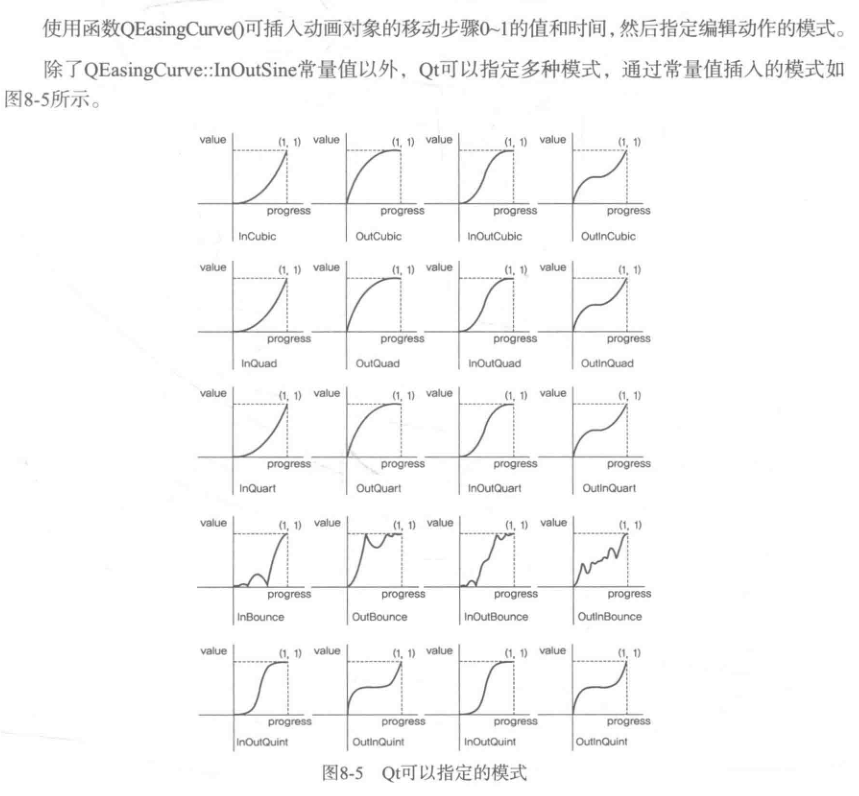 使用函数QEasingCurve()可插入动画对象的移动步骤0~1的值和时间，然后指定编辑动作的模式。
除了QEasingCurve::InOutSine常量值以外，Qt可以指定多种模式，通过常量值插入的模式如
图8-5所示。
value (1, 1) value (1, 1) value (1, 1) value (1, 1)
progress progress progress progress
InCubic OutCubic InOutCubic OutInCubic
value (1, 1) value (1, 1) value (1, 1) value (1, 1)
progress progress progress progress
InQuad OutQuad InOutQuad OutInQuad
value (1, 1) value (1, 1) value (1, 1) value (1, 1)
progress progress progress progress
InQuart OutQuart InOutQuart OutInQuart
value (1, 1) value (1, 1) value (1, 1) value (1, 1)
progress progress progress progress
InBounce OutBounce InOutBounce OutInBounce
value (1, 1) value (1, 1) value (1, 1) value (1, 1)
progress progress progress progress
InOutQuint OutInQuint InOutQuint OutInQuint
图8-5 Qt可以指定的模式